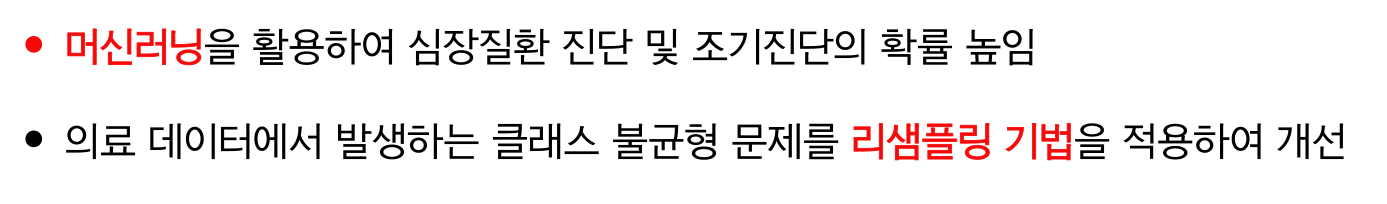 • 머신러닝을 활용하여 심장질환 진단 및 조기진단의 확률 높임
• 의료 데이터에서 발생하는 클래스 불균형 문제를 리샘플링 기법을 적용하여 개선